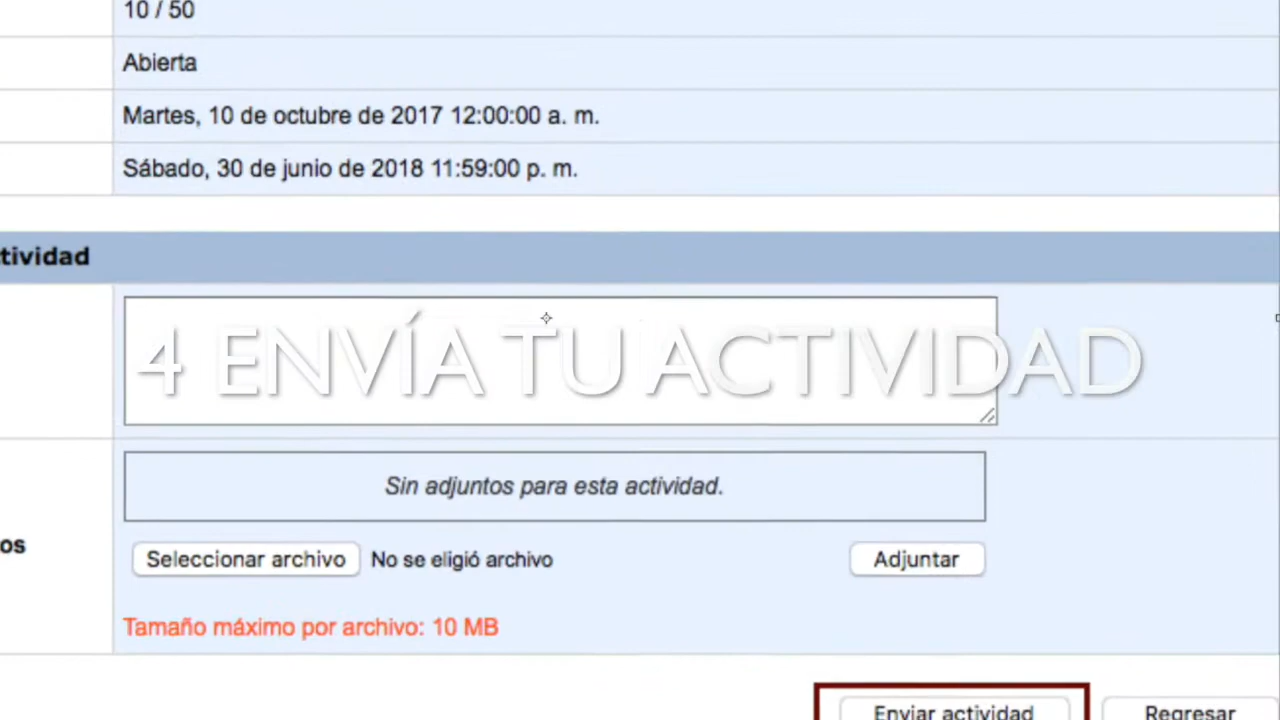 10 / 50
Abierta
Martes, 10 de octubre de 2017 12:00:00 a. m.
Sábado, 30 de junio de 2018 11:59:00 p. m.
tividad
4 ENVÍA TU ACTIVIDAD
Sin adjuntos para esta actividad.
os
Seleccionar archivo No se eligió archivo Adjuntar
Tamaño máximo por archivo: 10 MB
Enviar actividad Regresar